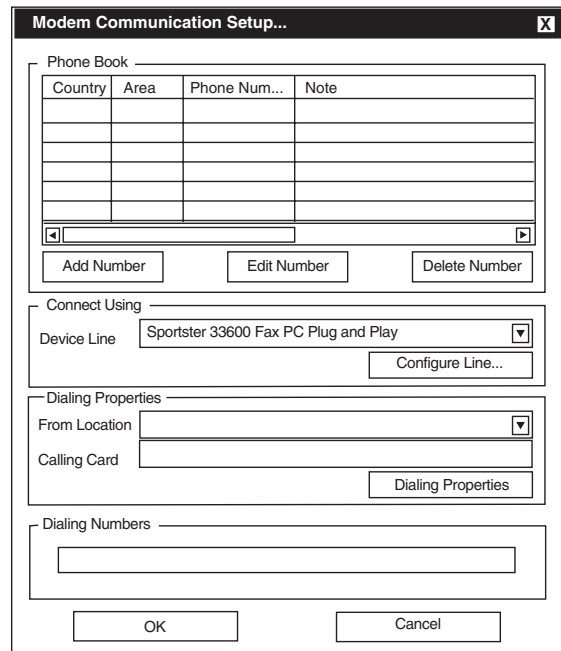 Modem Communication Setup... X
Phone Book
Country Area Phone Num... Note
Add Number Edit Number Delete Number
Connect Using
Device Line Sportster 33600 Fax PC Plug and Play
Configure Line...
Dialing Properties
From Location
Calling Card
Dialing Properties
Dialing Numbers
OK Cancel